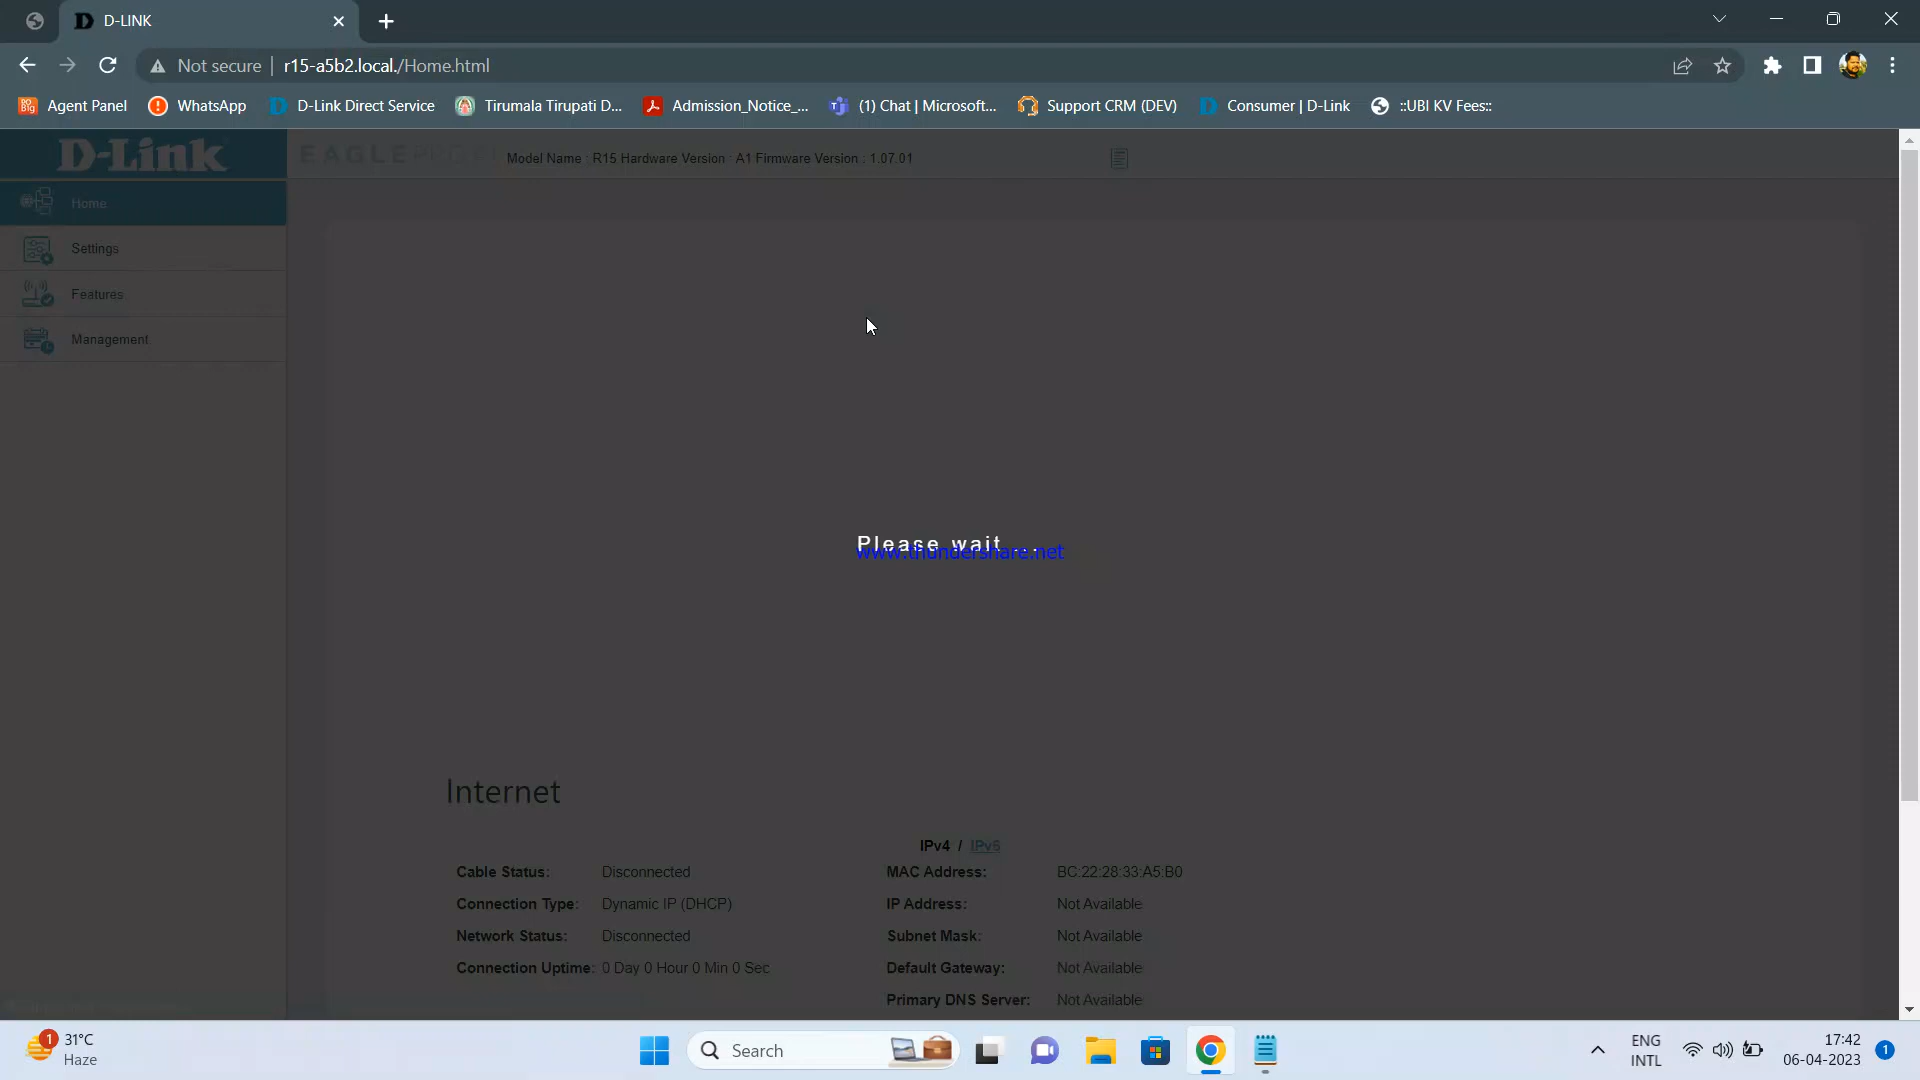 D-LINK
Not secure
r15-a5b2.local./Home.html
Agent Panel
WhatsApp
D-Link Direct Service
Tirumala Tirupati D...
Admission_Notice_...
(1) Chat | Microsoft...
Support CRM (DEV)
Consumer | D-Link
::UBI KV Fees::
D-Link
EAGLE PRO AI
Model Name : R15 Hardware Version : A1 Firmware Version : 1.07.01
Home
Settings
Features
Management
Please wait ...
www.thundershare.net
Internet
IPv4 / IPv6
Cable Status: Disconnected
MAC Address: BC:22:28:33:A5:B0
Connection Type: Dynamic IP (DHCP)
IP Address: Not Available
Network Status: Disconnected
Subnet Mask: Not Available
Connection Uptime: 0 Day 0 Hour 0 Min 0 Sec
Default Gateway: Not Available
Primary DNS Server: Not Available
1
31°C
Haze
Search
ENG
INTL
17:42
06-04-2023
1